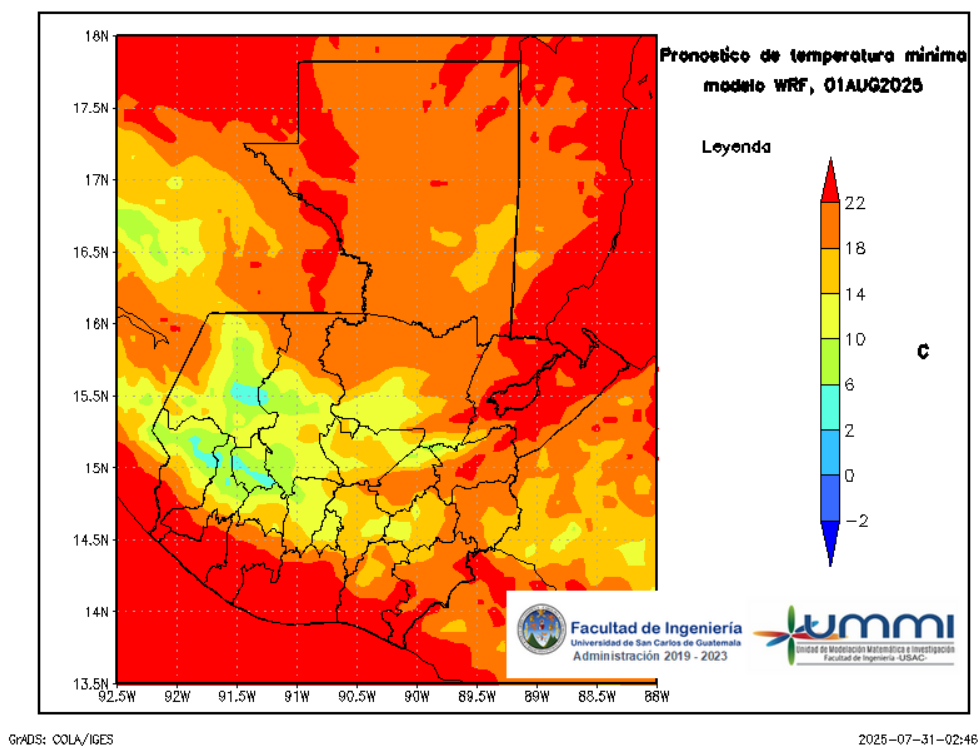 Pronostico de temperatura minima
modelo WRF, 01AUG2025
Leyenda
22
18
14
10
6
2
0
−2
C
18N
17.5N
17N
16.5N
16N
15.5N
15N
14.5N
14N
13.5N
92.5W 92W 91.5W 91W 90.5W 90W 89.5W 89W 88.5W 88W
Facultad de Ingeniería
Universidad de San Carlos de Guatemala
Administración 2019 - 2023
ummi
Unidad de Modelación Matemática e Investigación
Facultad de Ingeniería -USAC-
GrADS: COLA/IGES
2025-07-31-02:46